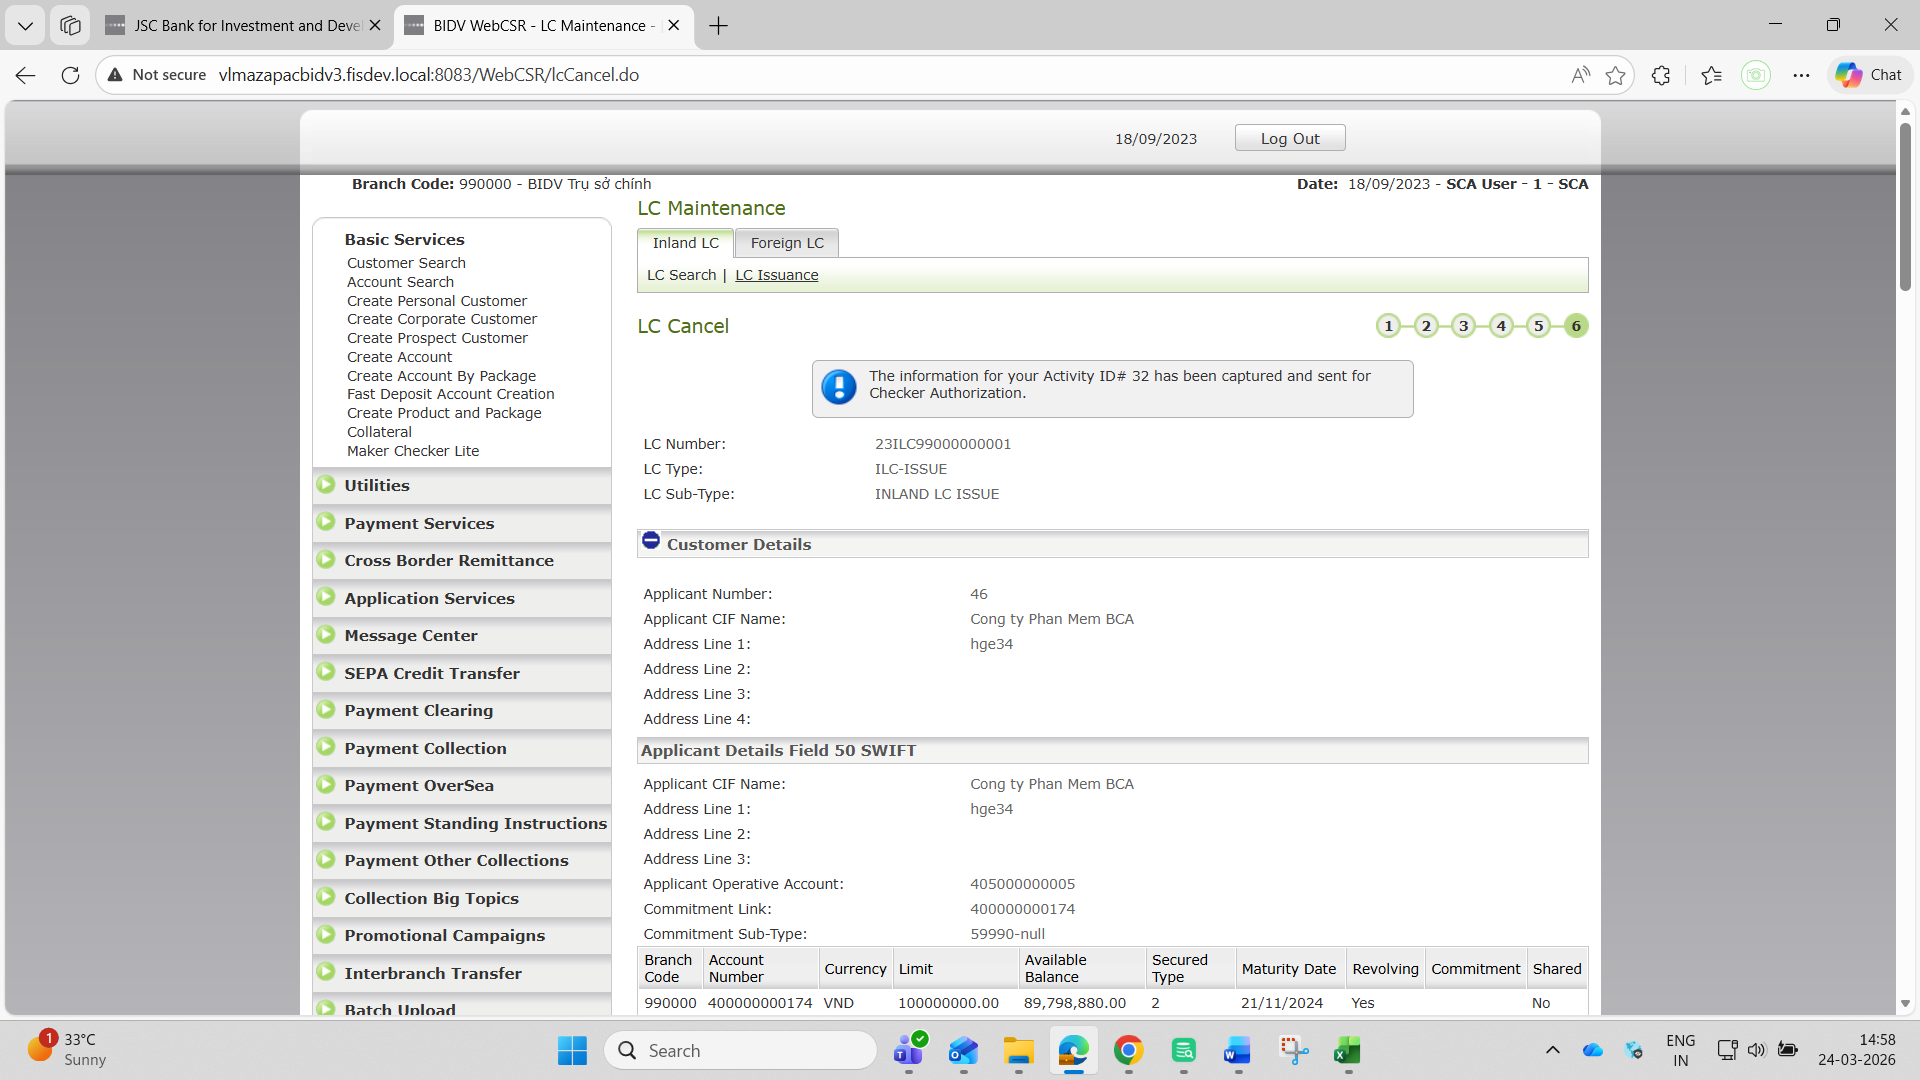 JSC Bank for Investment and Deve
BIDV WebCSR - LC Maintenance -
Not secure
vlmazapacbidv3.fisdev.local:8083/WebCSR/lcCancel.do
Chat
18/09/2023
Log Out
Branch Code: 990000 - BIDV Trụ sở chính
Date: 18/09/2023 - SCA User - 1 - SCA
Basic Services
Customer Search
Account Search
Create Personal Customer
Create Corporate Customer
Create Prospect Customer
Create Account
Create Account By Package
Fast Deposit Account Creation
Create Product and Package
Collateral
Maker Checker Lite
Utilities
Payment Services
Cross Border Remittance
Application Services
Message Center
SEPA Credit Transfer
Payment Clearing
Payment Collection
Payment OverSea
Payment Standing Instructions
Payment Other Collections
Collection Big Topics
Promotional Campaigns
Interbranch Transfer
Batch Upload
LC Maintenance
Inland LC
Foreign LC
LC Search | LC Issuance
LC Cancel
1 2 3 4 5 6
The information for your Activity ID# 32 has been captured and sent for
Checker Authorization.
LC Number: 23ILC99000000001
LC Type: ILC-ISSUE
LC Sub-Type: INLAND LC ISSUE
Customer Details
Applicant Number: 46
Applicant CIF Name: Cong ty Phan Mem BCA
Address Line 1: hge34
Address Line 2:
Address Line 3:
Address Line 4:
Applicant Details Field 50 SWIFT
Applicant CIF Name: Cong ty Phan Mem BCA
Address Line 1: hge34
Address Line 2:
Address Line 3:
Applicant Operative Account: 405000000005
Commitment Link: 400000000174
Commitment Sub-Type: 59990-null
Branch Code Account Number Currency Limit Available Balance Secured Type Maturity Date Revolving Commitment Shared
990000 400000000174 VND 100000000.00 89,798,880.00 2 21/11/2024 Yes No
1
33°C
Sunny
Search
ENG
IN
14:58
24-03-2026